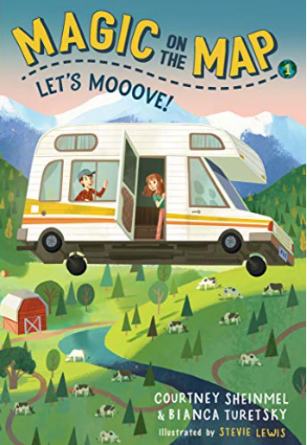 MAGIC ON THE MAP 1
LET'S MOOOVE!
COURTNEY SHEINMEL
& BIANCA TURETSKY
Illustrated by STEVIE LEWIS